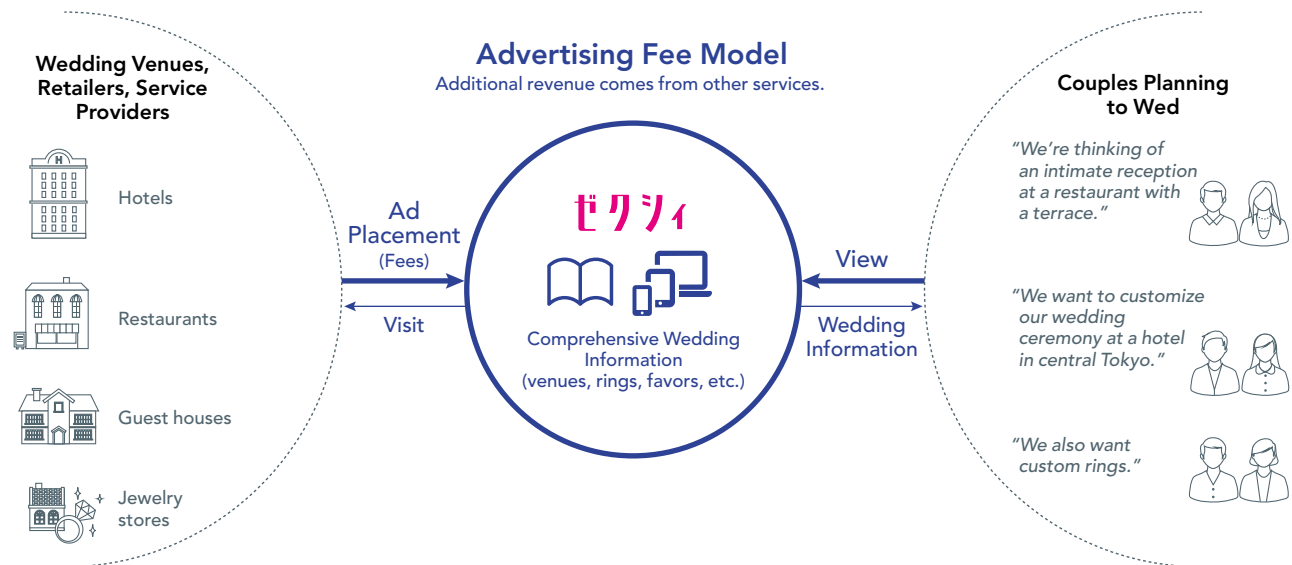 Advertising Fee Model
Additional revenue comes from other services.
Wedding Venues,
Retailers, Service
Providers
H
Hotels
Restaurants
Guest houses
Jewelry
stores
Ad
Placement
(Fees)
Visit
ゼクシィ
Comprehensive Wedding
Information
(venues, rings, favors, etc.)
View
Wedding
Information
Couples Planning
to Wed
“We’re thinking of
an intimate reception
at a restaurant with
a terrace.”
“We want to customize
our wedding
ceremony at a hotel
in central Tokyo.”
“We also want
custom rings.”